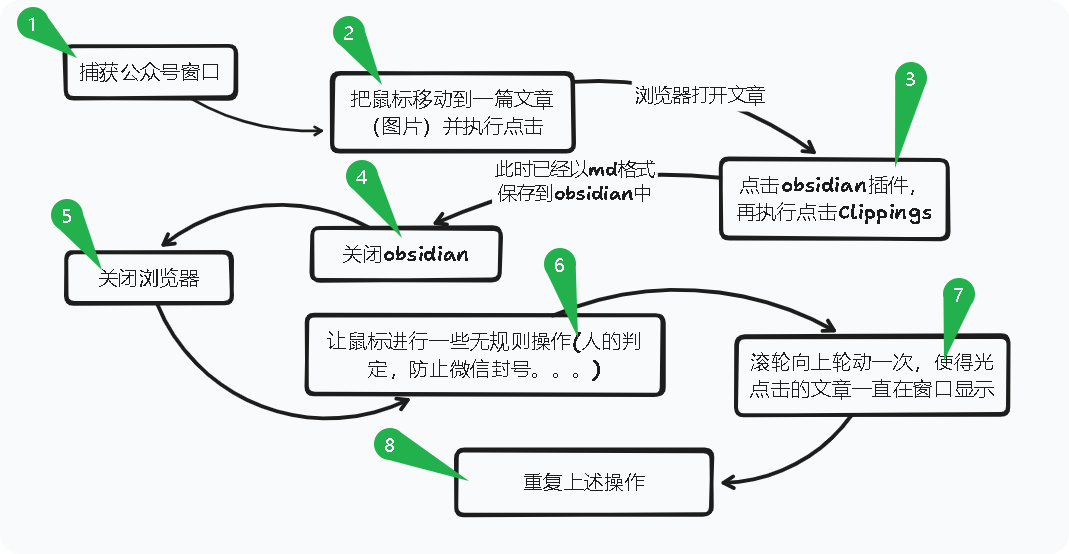 1
捕获公众号窗口
2
把鼠标移动到一篇文章
（图片）并执行点击
浏览器打开文章
3
点击obsidian插件，
再执行点击Clippings
此时已经以md格式
保存到obsidian中
4
关闭obsidian
5
关闭浏览器
6
让鼠标进行一些无规则操作(人的判
定，防止微信封号。。。)
7
滚轮向上轮动一次，使得光
点击的文章一直在窗口显示
8
重复上述操作